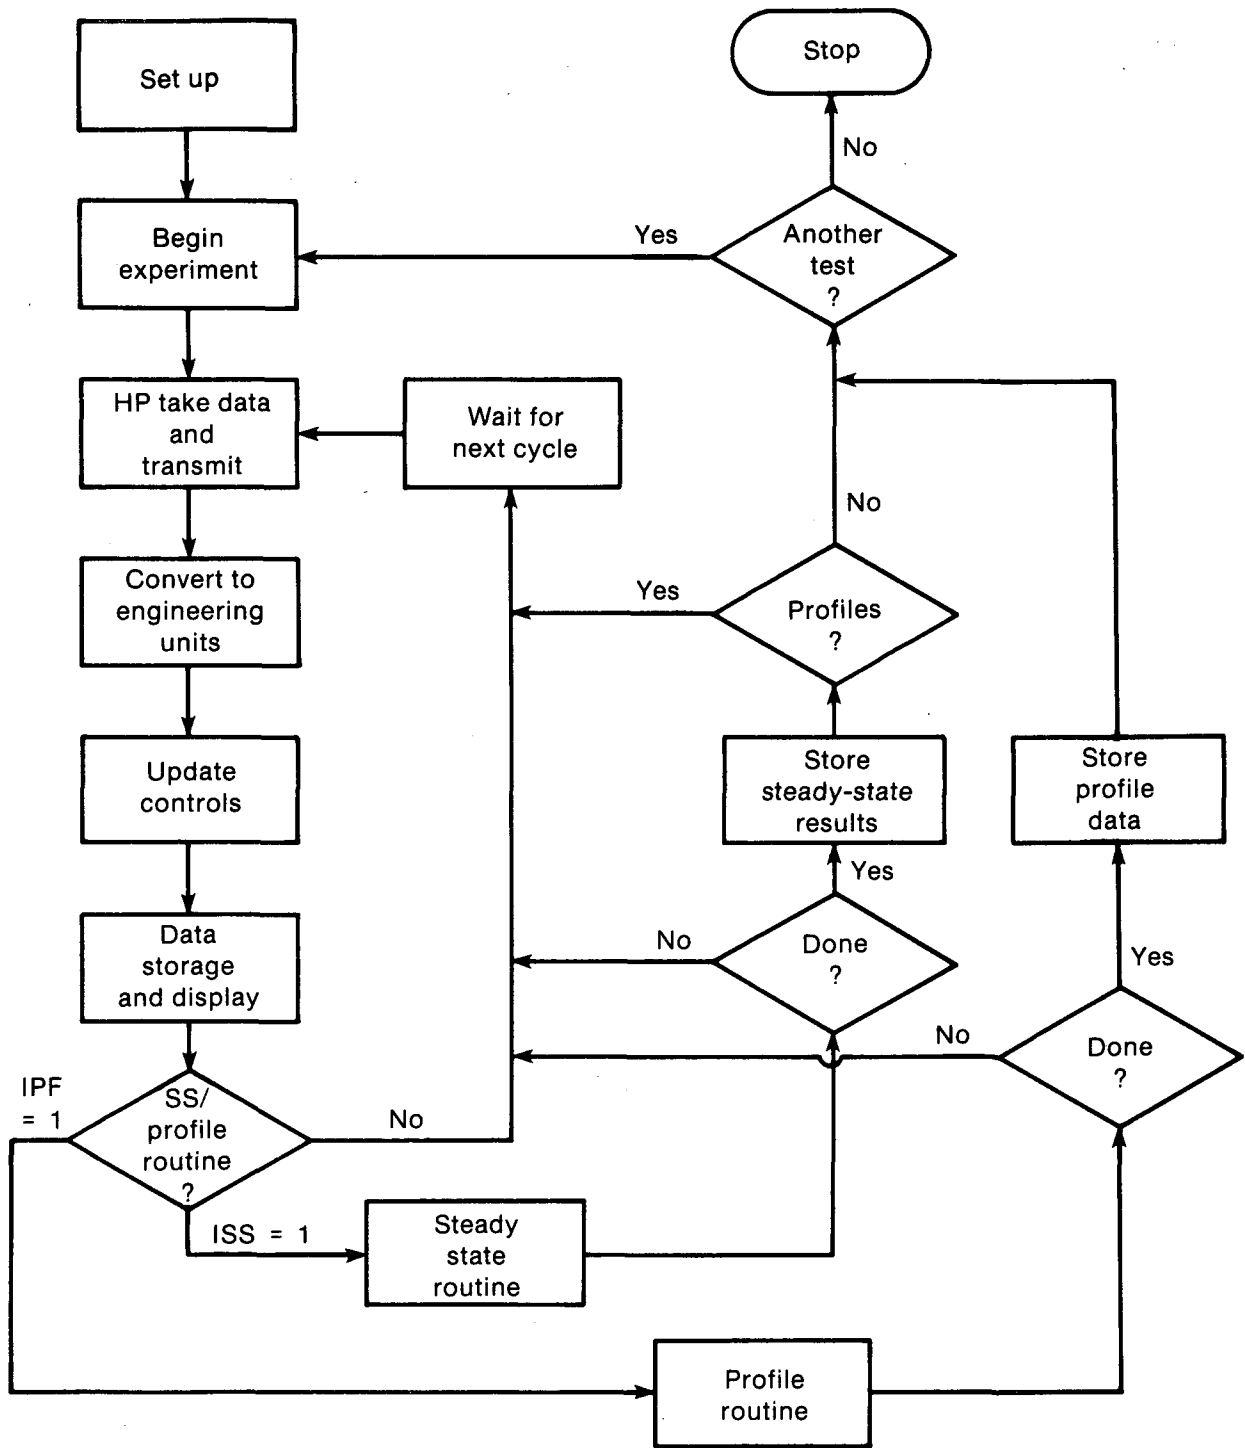 Set up
Stop
No
Begin
experiment
Yes
Another
test
?
HP take data
and
transmit
Wait for
next cycle
No
Convert to
engineering
units
Yes
Profiles
?
Update
controls
Store
steady-state
results
Store
profile
data
Yes
Data
storage
and display
No
Done
?
Yes
No
Done
?
IPF
= 1
SS/
profile
routine
?
No
ISS = 1
Steady
state
routine
Profile
routine